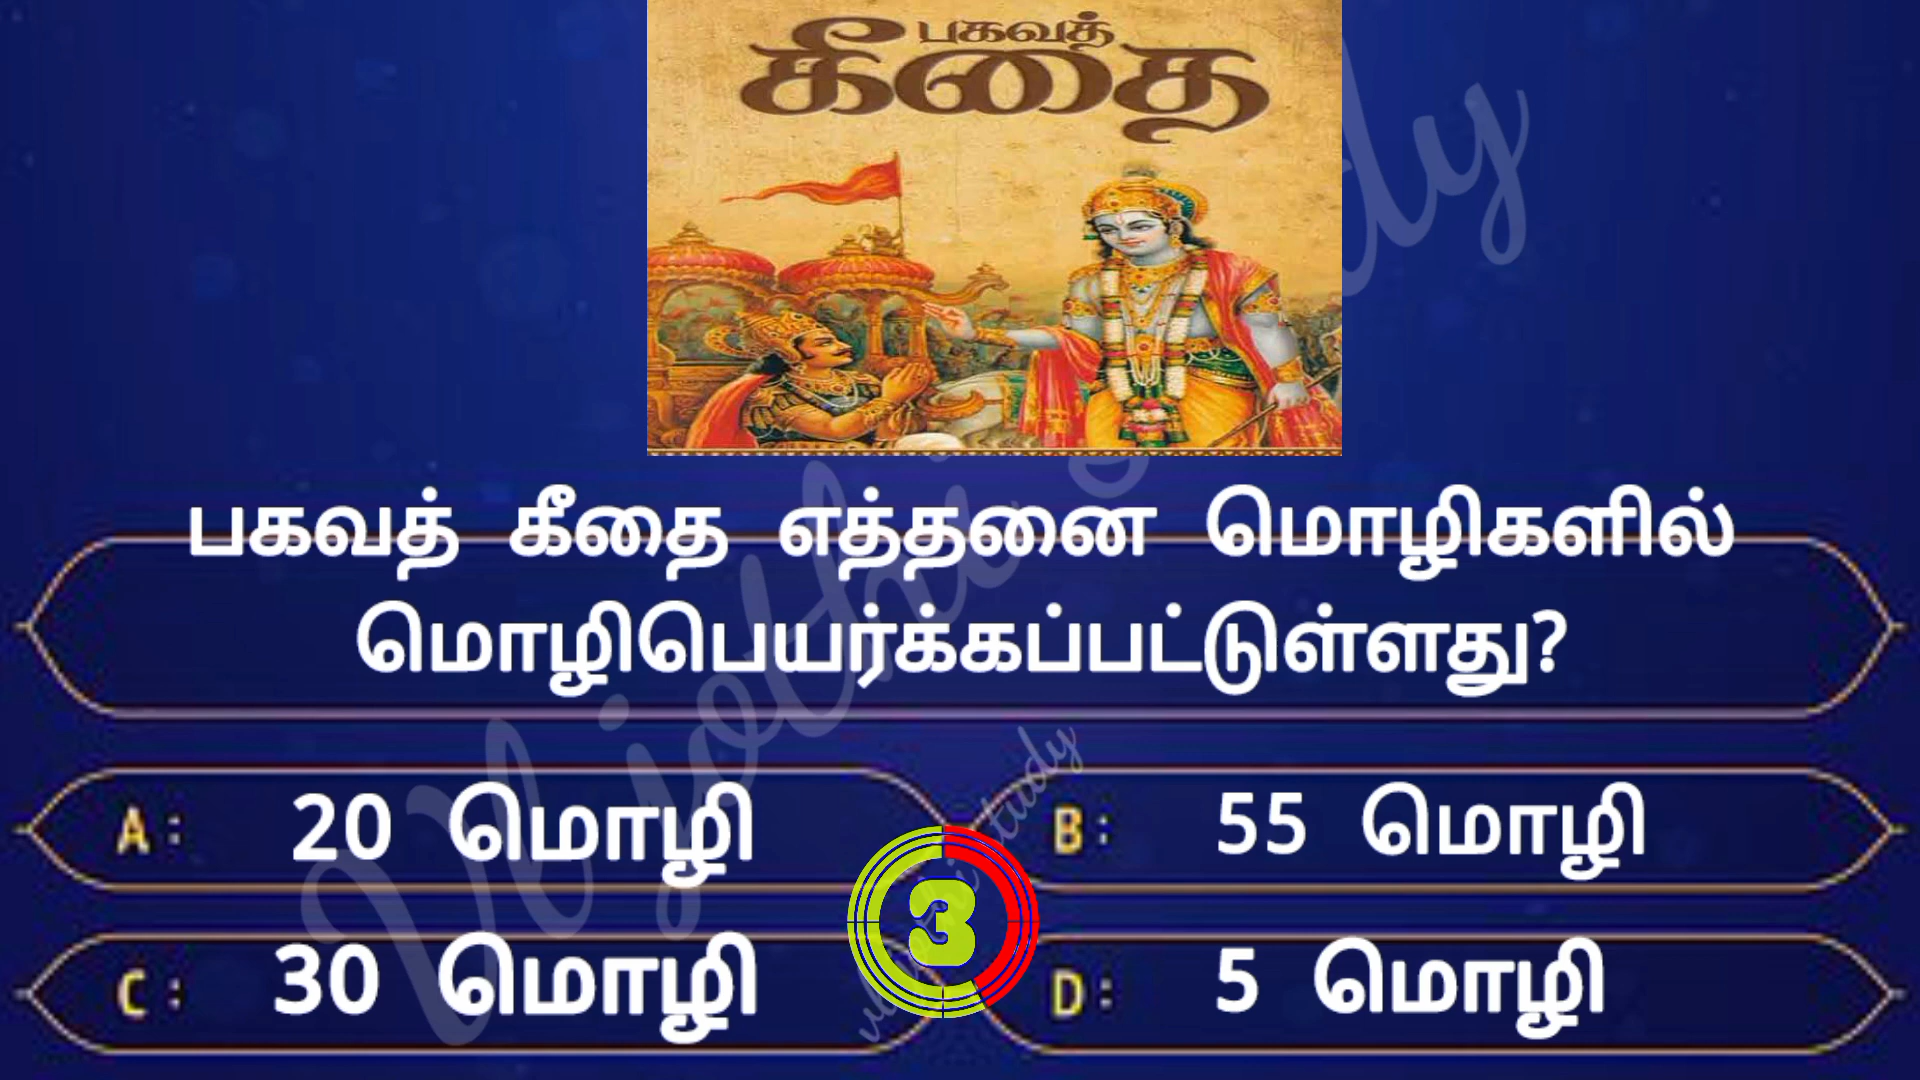 பகவத்
கீதை
பகவத் கீதை எத்தனை மொழிகளில்
மொழிபெயர்க்கப்பட்டுள்ளது?
A: 20 மொழி
B: 55 மொழி
C: 30 மொழி
D: 5 மொழி
3